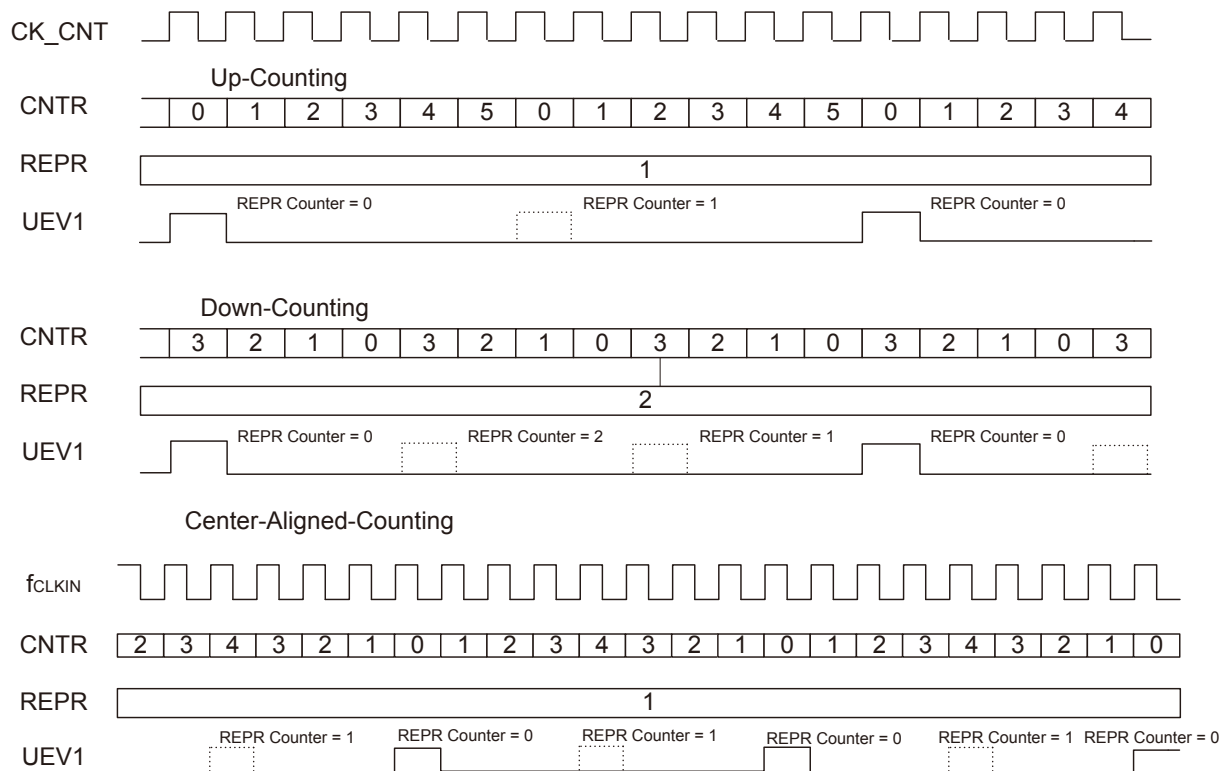 CK_CNT
Up-Counting
CNTR 0 1 2 3 4 5 0 1 2 3 4 5 0 1 2 3 4
REPR 1
REPR Counter = 0 REPR Counter = 1 REPR Counter = 0
UEV1
Down-Counting
CNTR 3 2 1 0 3 2 1 0 3 2 1 0 3 2 1 0 3
REPR 2
REPR Counter = 0 REPR Counter = 2 REPR Counter = 1 REPR Counter = 0
UEV1
Center-Aligned-Counting
fCLKIN
CNTR 2 3 4 3 2 1 0 1 2 3 4 3 2 1 0 1 2 3 4 3 2 1 0
REPR 1
REPR Counter = 1 REPR Counter = 0 REPR Counter = 1 REPR Counter = 0 REPR Counter = 1 REPR Counter = 0
UEV1